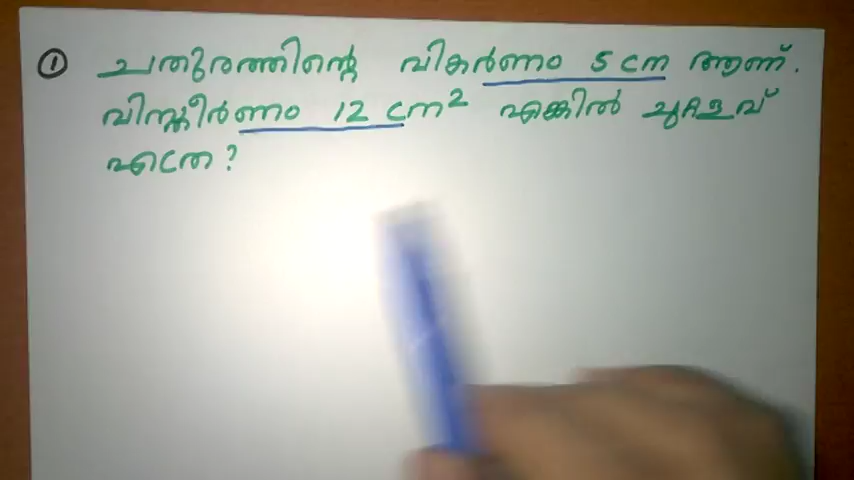 ① ചതുരത്തിന്റെ വികർണം 5 cm ആണ്.
വിസ്തീർണം 12 cm² എങ്കിൽ ചുറ്റളവ്
എത്ര?